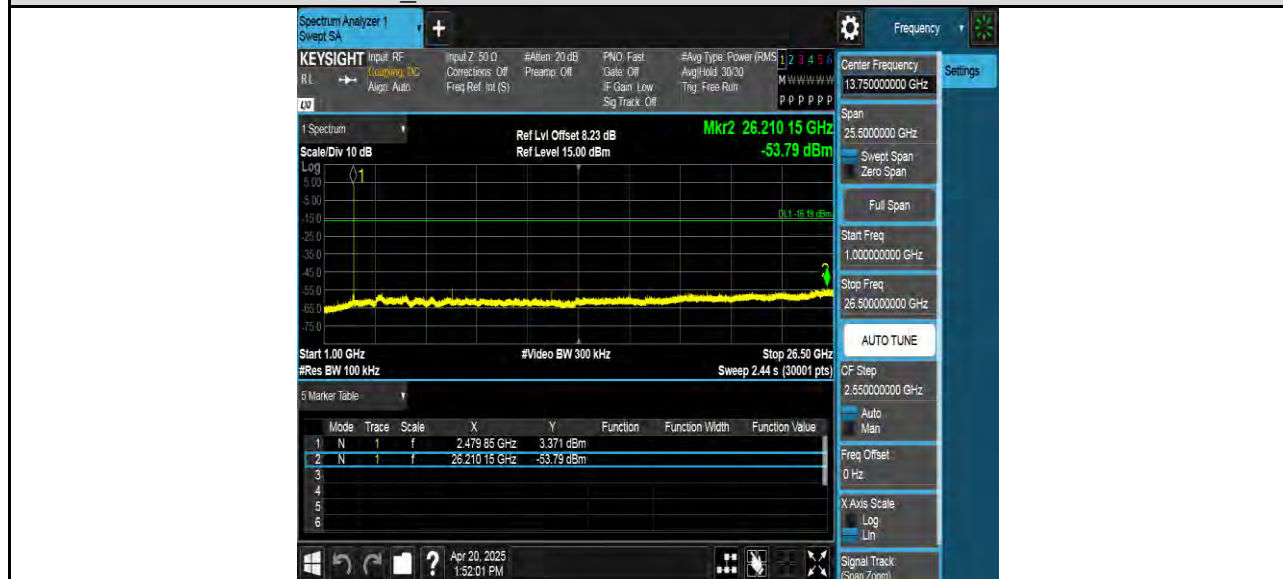 Spectrum Analyzer 1
Swept SA
+
Frequency
KEYSIGHT
Input: RF
Input Z: 50 Ω
#Atten: 20 dB
PNO: Fast
#Avg Type: Power (RMS
1 2 3 4 5 6
RL
Coupling: DC
Corrections: Off
Preamp: Off
Gate: Off
Avg|Hold: 30/30
M W W W W W
Align: Auto
Freq Ref: Int (S)
IF Gain: Low
Trig: Free Run
Sig Track: Off
P P P P P P
LXI
Center Frequency
13.750000000 GHz
Settings
1 Spectrum
Ref Lvl Offset 8.23 dB
Mkr2 26.210 15 GHz
Scale/Div 10 dB
Ref Level 15.00 dBm
-53.79 dBm
Span
25.5000000 GHz
Swept Span
Zero Span
Full Span
Start Freq
1.000000000 GHz
Stop Freq
26.500000000 GHz
AUTO TUNE
CF Step
2.550000000 GHz
Auto
Man
Freq Offset
0 Hz
X Axis Scale
Log
Lin
Signal Track
(Span Zoom)
Log
5.00
-5.00
-15.0
-25.0
-35.0
-45.0
-55.0
-65.0
-75.0
1
DL1 -16.19 dBm
2
Start 1.00 GHz
#Video BW 300 kHz
Stop 26.50 GHz
#Res BW 100 kHz
Sweep 2.44 s (30001 pts)
5 Marker Table
Mode Trace Scale X Y Function Function Width Function Value
1 N 1 f 2.479 85 GHz 3.371 dBm
2 N 1 f 26.210 15 GHz -53.79 dBm
3
4
5
6
?
Apr 20, 2025
1:52:01 PM